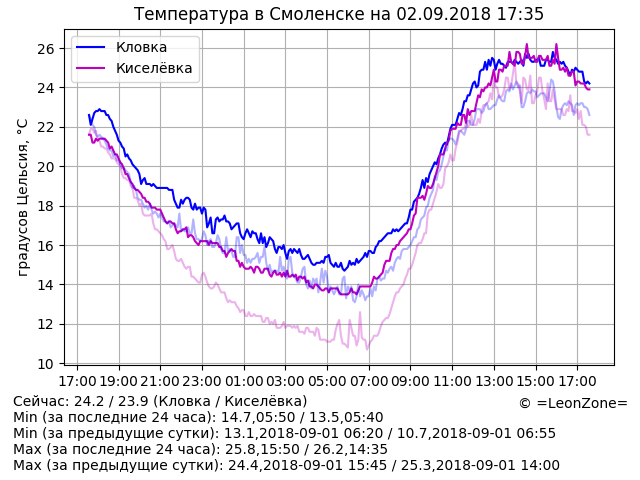 Температура в Смоленске на 02.09.2018 17:35
Кловка
Киселёвка
градусов Цельсия, °C
26
24
22
20
18
16
14
12
10
17:00 19:00 21:00 23:00 01:00 03:00 05:00 07:00 09:00 11:00 13:00 15:00 17:00
Сейчас: 24.2 / 23.9 (Кловка / Киселёвка)
© =LeonZone=
Min (за последние 24 часа): 14.7,05:50 / 13.5,05:40
Min (за предыдущие сутки): 13.1,2018-09-01 06:20 / 10.7,2018-09-01 06:55
Max (за последние 24 часа): 25.8,15:50 / 26.2,14:35
Max (за предыдущие сутки): 24.4,2018-09-01 15:45 / 25.3,2018-09-01 14:00